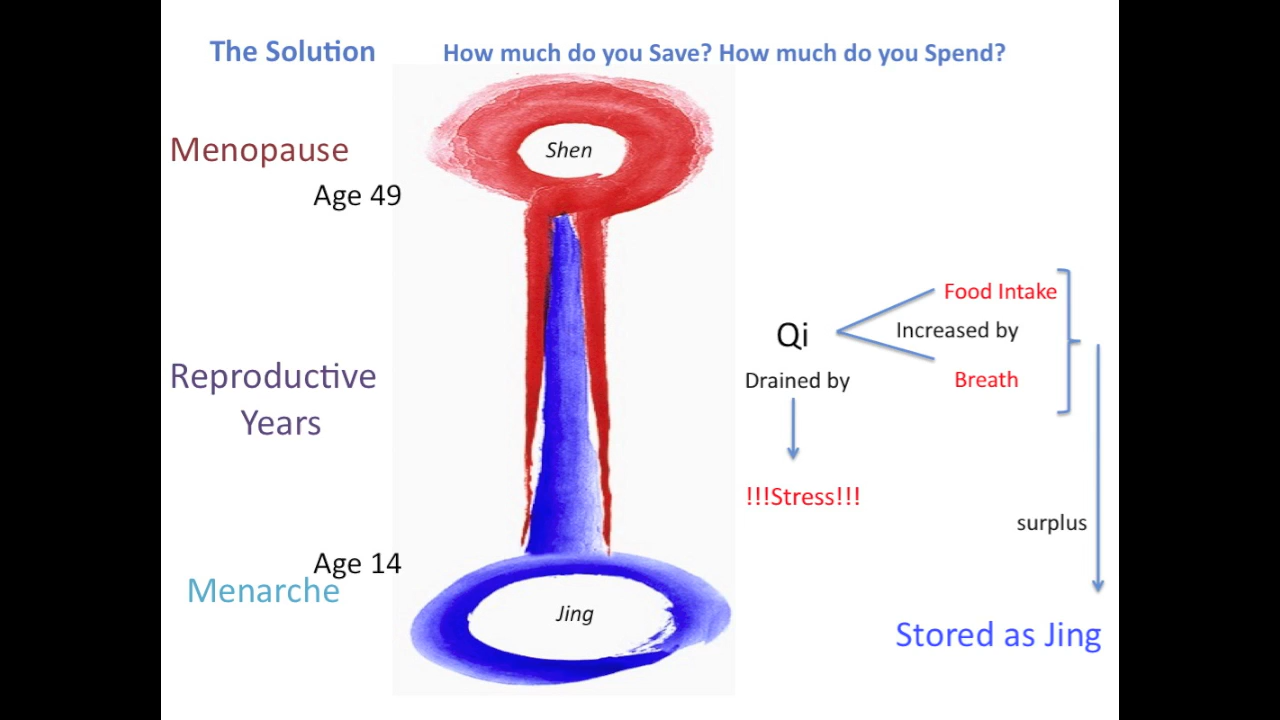 The Solution
How much do you Save? How much do you Spend?
Menopause
Shen
Age 49
Food Intake
Qi
Increased by
Drained by
Breath
Reproductive
Years
!!!Stress!!!
surplus
Age 14
Menarche
Jing
Stored as Jing